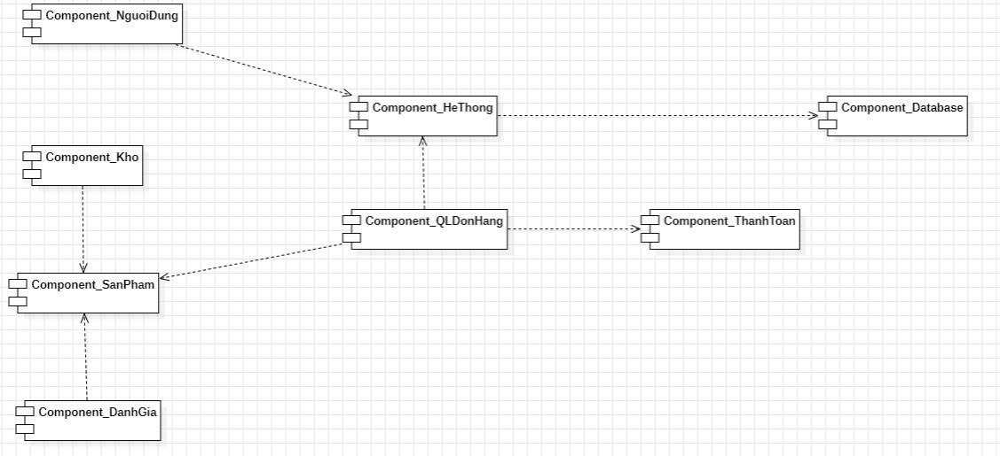 Component_NguoiDung
Component_HeThong
Component_Database
Component_Kho
Component_QLDonHang
Component_ThanhToan
Component_SanPham
Component_DanhGia